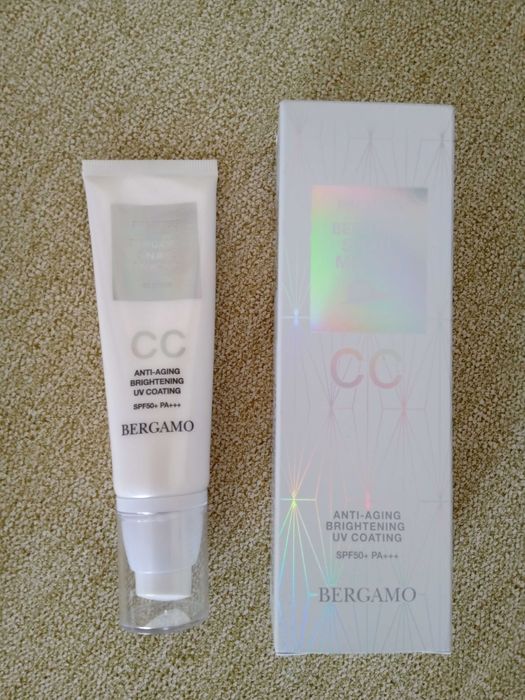 CC
ANTI-AGING
BRIGHTENING
UV COATING
SPF50+ PA+++
BERGAMO
CC
ANTI-AGING
BRIGHTENING
UV COATING
SPF50+ PA+++
BERGAMO